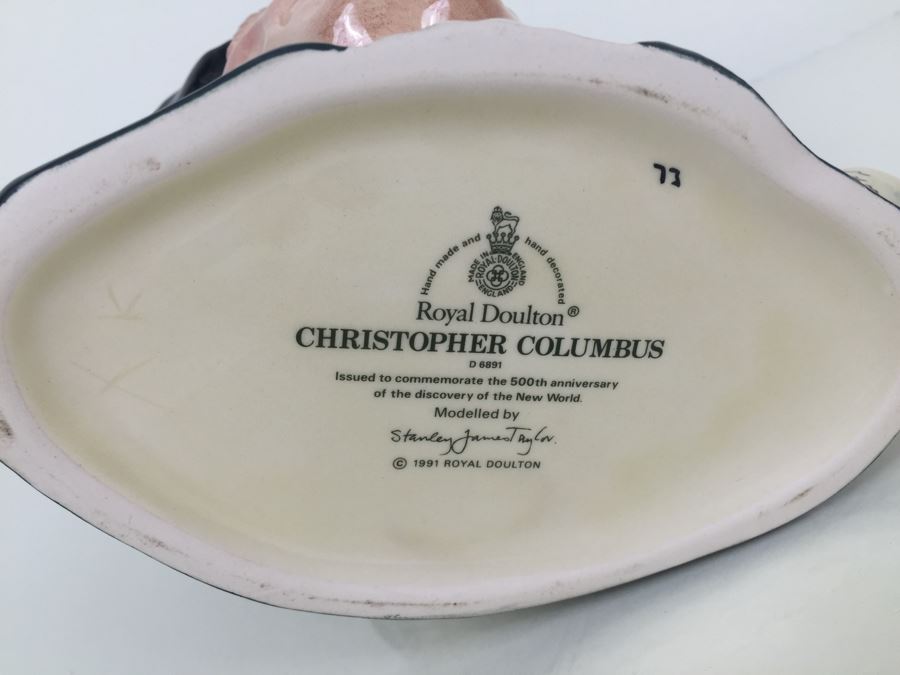 73
Hand made and hand decorated
MADE IN ENGLAND
ROYAL·DOULTON
ENGLAND
Royal Doulton®
CHRISTOPHER COLUMBUS
D 6891
Issued to commemorate the 500th anniversary
of the discovery of the New World.
Modelled by
Stanley James Taylor.
© 1991 ROYAL DOULTON